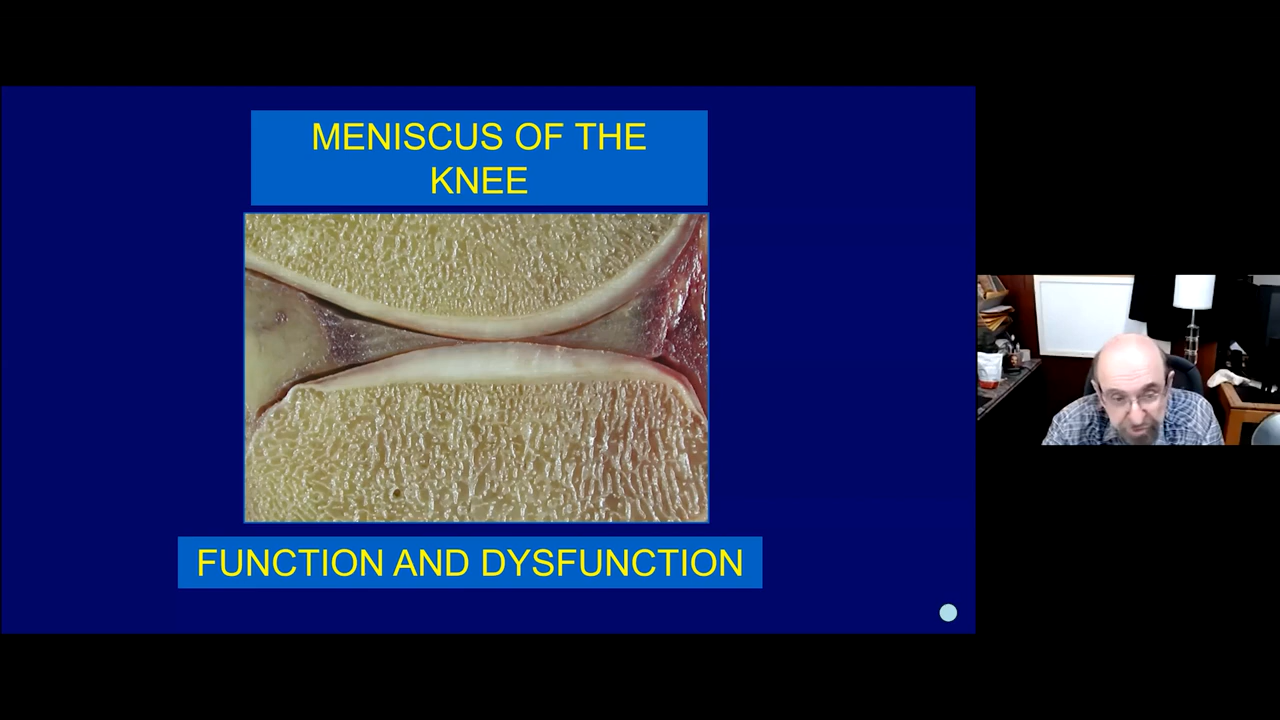 MENISCUS OF THE
KNEE
FUNCTION AND DYSFUNCTION